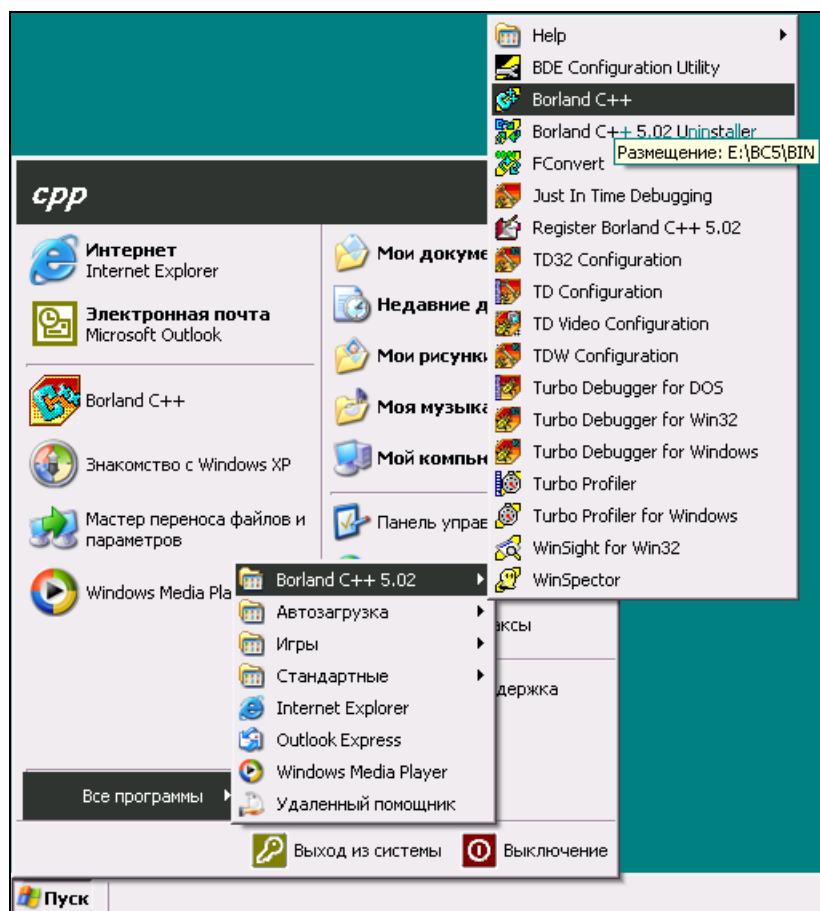 Help
BDE Configuration Utility
Borland C++
Borland C++ 5.02 Uninstaller
Размещение: E:\BC5\BIN
FConvert
Just In Time Debugging
Register Borland C++ 5.02
TD32 Configuration
TD Configuration
TD Video Configuration
TDW Configuration
Turbo Debugger for DOS
Turbo Debugger for Win32
Turbo Debugger for Windows
Turbo Profiler
Turbo Profiler for Windows
WinSight for Win32
WinSpector
cpp
Интернет
Internet Explorer
Электронная почта
Microsoft Outlook
Borland C++
Знакомство с Windows XP
Мастер переноса файлов и
параметров
Windows Media Pla
Мои докуме
Недавние д
Мои рисунк
Моя музыка
Мой компьн
Панель управ
аксы
держка
Borland C++ 5.02
Автозагрузка
Игры
Стандартные
Internet Explorer
Outlook Express
Windows Media Player
Удаленный помощник
Все программы
Выход из системы
Выключение
Пуск